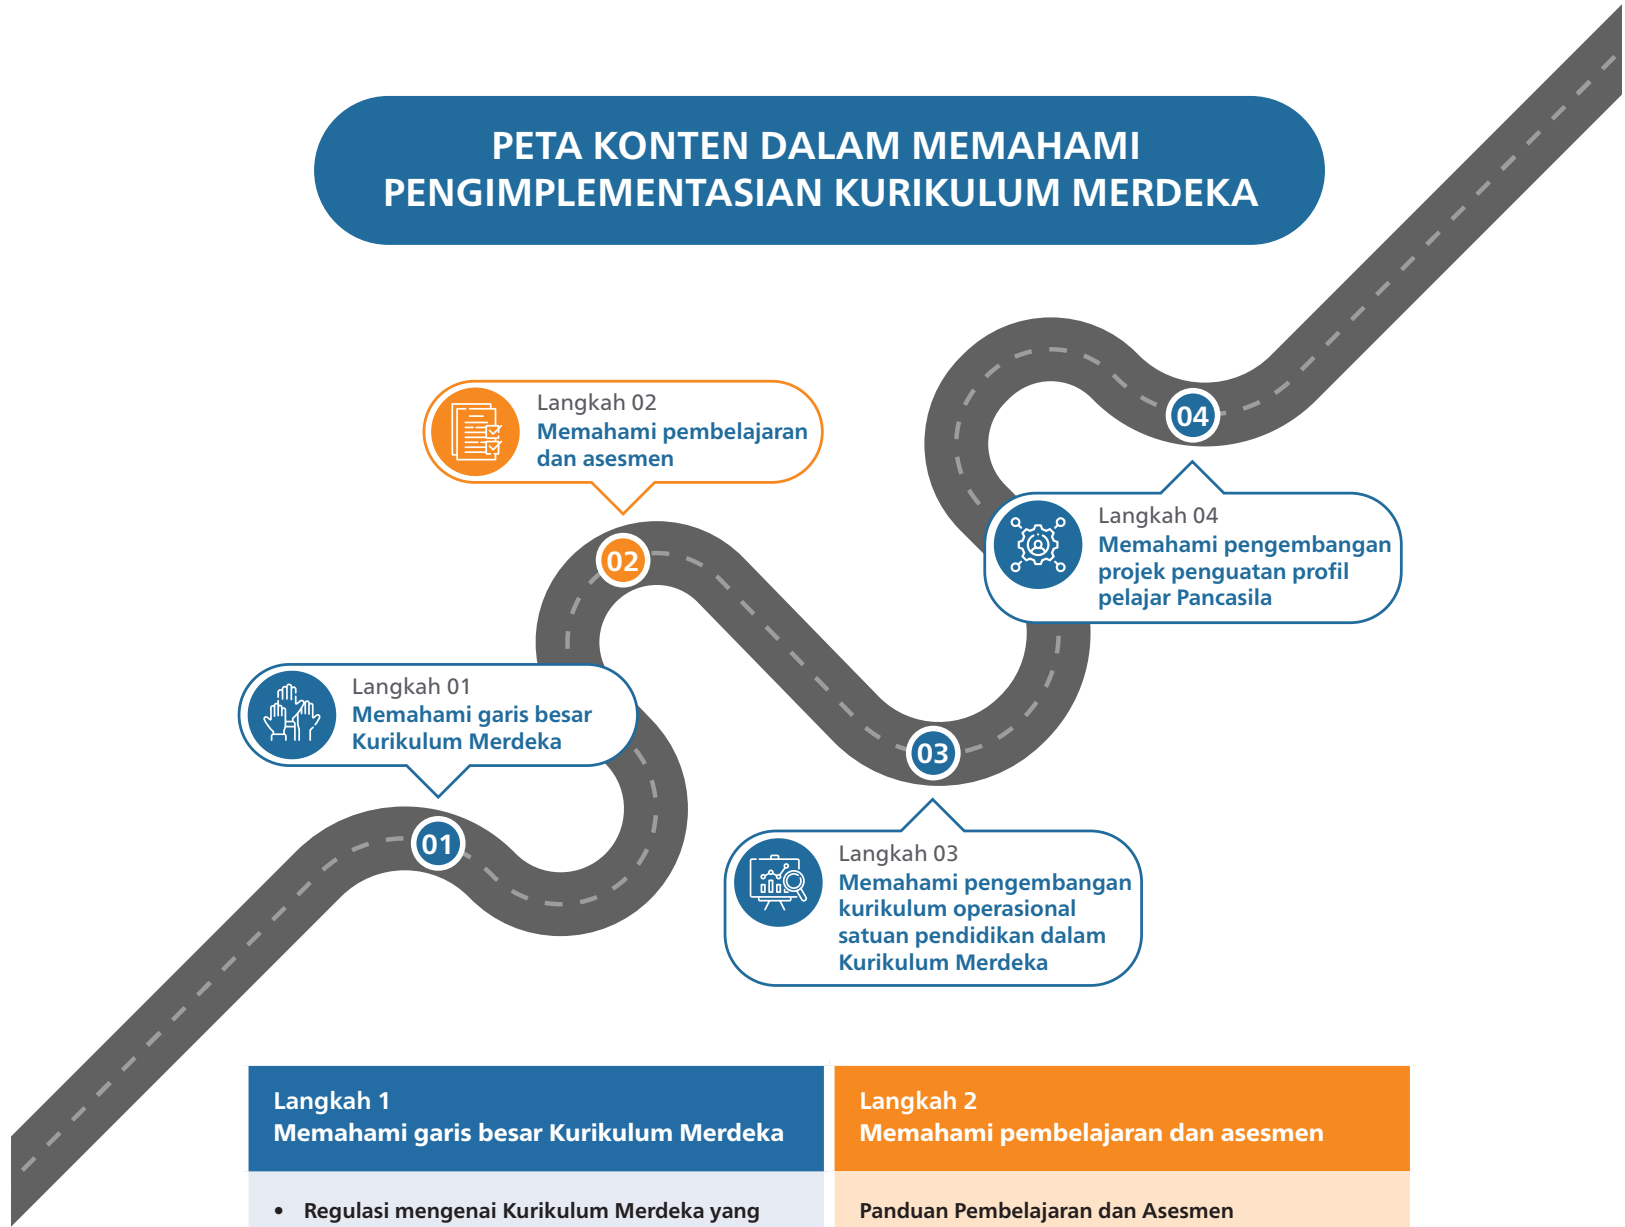 PETA KONTEN DALAM MEMAHAMI
PENGIMPLEMENTASIAN KURIKULUM MERDEKA
Langkah 02
Memahami pembelajaran
dan asesmen
04
Langkah 04
Memahami pengembangan
projek penguatan profil
pelajar Pancasila
02
Langkah 01
Memahami garis besar
Kurikulum Merdeka
03
01
Langkah 03
Memahami pengembangan
kurikulum operasional
satuan pendidikan dalam
Kurikulum Merdeka
Langkah 1
Memahami garis besar Kurikulum Merdeka
• Regulasi mengenai Kurikulum Merdeka yang
Langkah 2
Memahami pembelajaran dan asesmen
Panduan Pembelajaran dan Asesmen